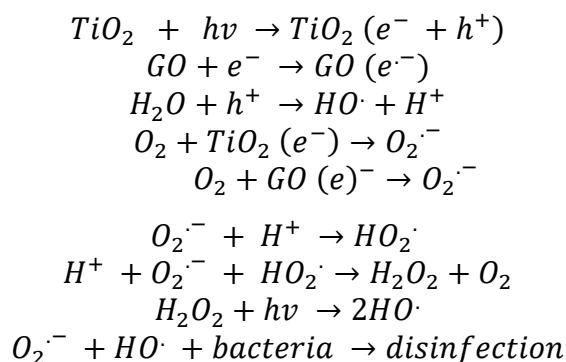 TiO₂ + hv → TiO₂ (e⁻ + h⁺)
GO + e⁻ → GO (e·⁻)
H₂O + h⁺ → HO· + H⁺
O₂ + TiO₂ (e⁻) → O₂·⁻
O₂ + GO (e)⁻ → O₂·⁻
O₂·⁻ + H⁺ → HO₂·
H⁺ + O₂·⁻ + HO₂· → H₂O₂ + O₂
H₂O₂ + hv → 2HO·
O₂·⁻ + HO· + bacteria → disinfection